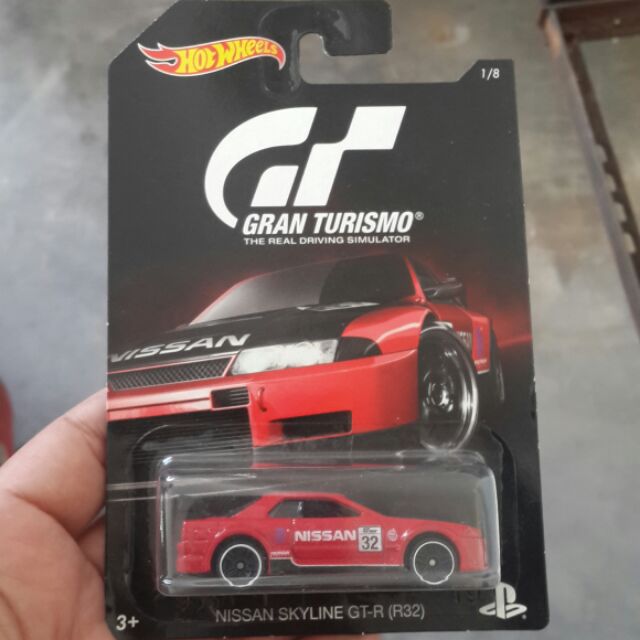 Hot Wheels
1/8
GT
GRAN TURISMO®
THE REAL DRIVING SIMULATOR
NISSAN
NISSAN
32
NISSAN SKYLINE GT-R (R32)
3+